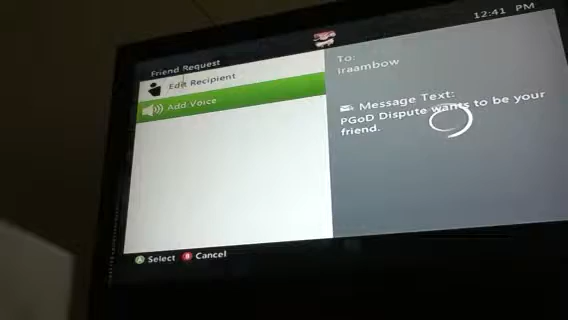 12:41 PM
Friend Request
Edit Recipient
Add Voice
To:
iraambow
Message Text:
PGoD Dispute wants to be your
friend.
A Select B Cancel